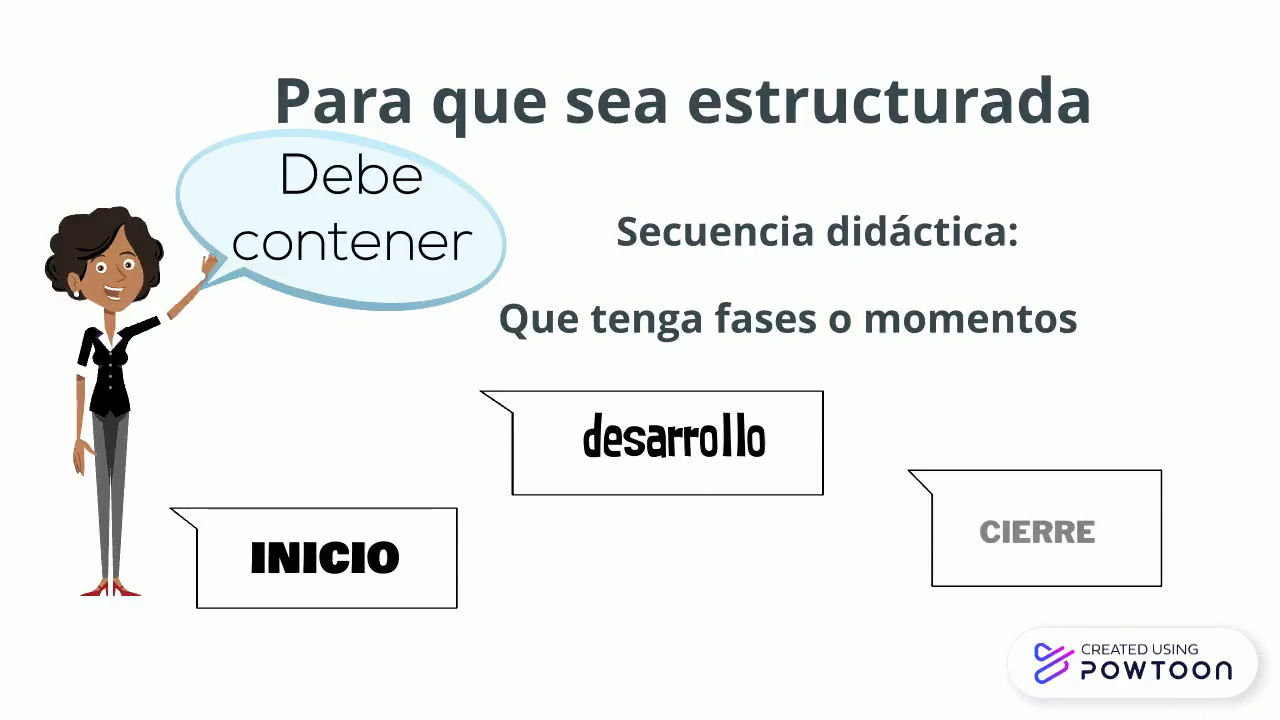 Para que sea estructurada
Debe
contener
Secuencia didáctica:
Que tenga fases o momentos
desarrollo
INICIO
CIERRE
CREATED USING
POWTOON